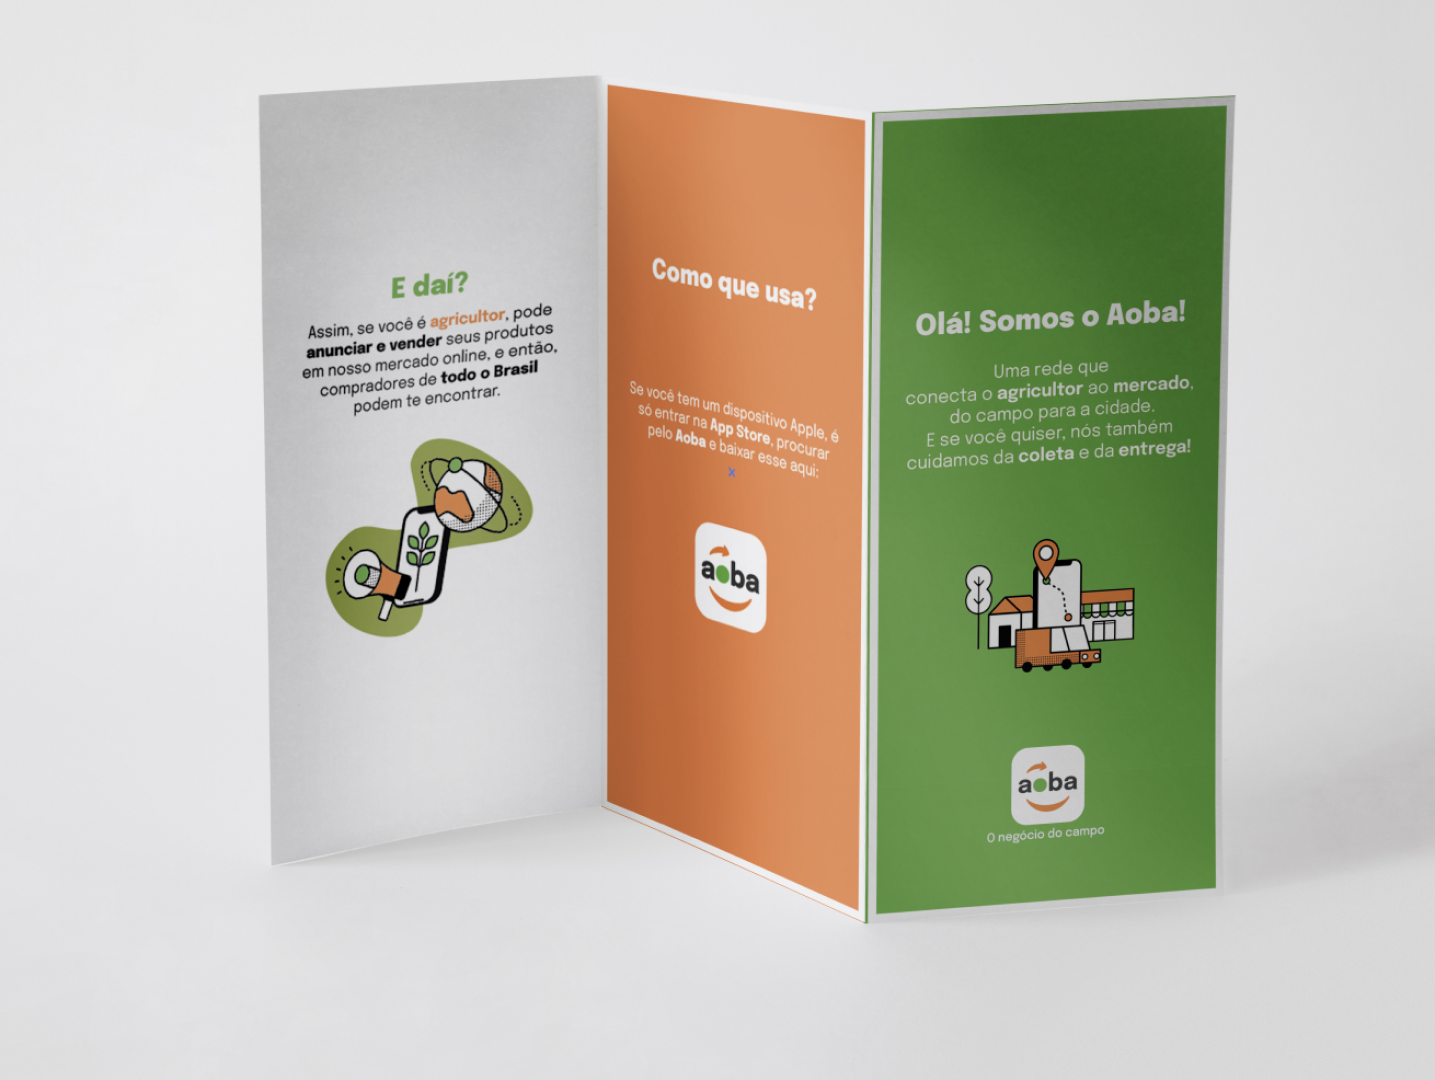 E daí?
Assim, se você é agricultor, pode
anunciar e vender seus produtos
em nosso mercado online, e então,
compradores de todo o Brasil
podem te encontrar.
Como que usa?
Se você tem um dispositivo Apple, é
só entrar na App Store, procurar
pelo Aoba e baixar esse aqui:
x
aoba
Olá! Somos o Aoba!
Uma rede que
conecta o agricultor ao mercado,
do campo para a cidade.
E se você quiser, nós também
cuidamos da coleta e da entrega!
aoba
O negócio do campo